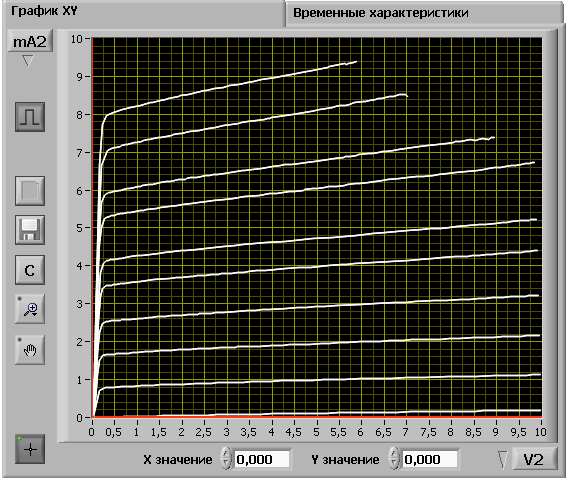 График XY
Временные характеристики
mA2
10
9
8
7
6
5
4
3
2
1
0
C
0 0,5 1 1,5 2 2,5 3 3,5 4 4,5 5 5,5 6 6,5 7 7,5 8 8,5 9 9,5 10
X значение 0,000 Y значение 0,000 V2